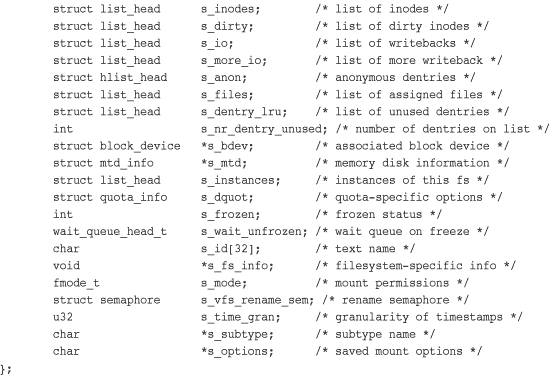 struct list_head s_inodes; /* list of inodes */
struct list_head s_dirty; /* list of dirty inodes */
struct list_head s_io; /* list of writebacks */
struct list_head s_more_io; /* list of more writeback */
struct hlist_head s_anon; /* anonymous dentries */
struct list_head s_files; /* list of assigned files */
struct list_head s_dentry_lru; /* list of unused dentries */
int s_nr_dentry_unused; /* number of dentries on list */
struct block_device *s_bdev; /* associated block device */
struct mtd_info *s_mtd; /* memory disk information */
struct list_head s_instances; /* instances of this fs */
struct quota_info s_dquot; /* quota-specific options */
int s_frozen; /* frozen status */
wait_queue_head_t s_wait_unfrozen; /* wait queue on freeze */
char s_id[32]; /* text name */
void *s_fs_info; /* filesystem-specific info */
fmode_t s_mode; /* mount permissions */
struct semaphore s_vfs_rename_sem; /* rename semaphore */
u32 s_time_gran; /* granularity of timestamps */
char *s_subtype; /* subtype name */
char *s_options; /* saved mount options */
};